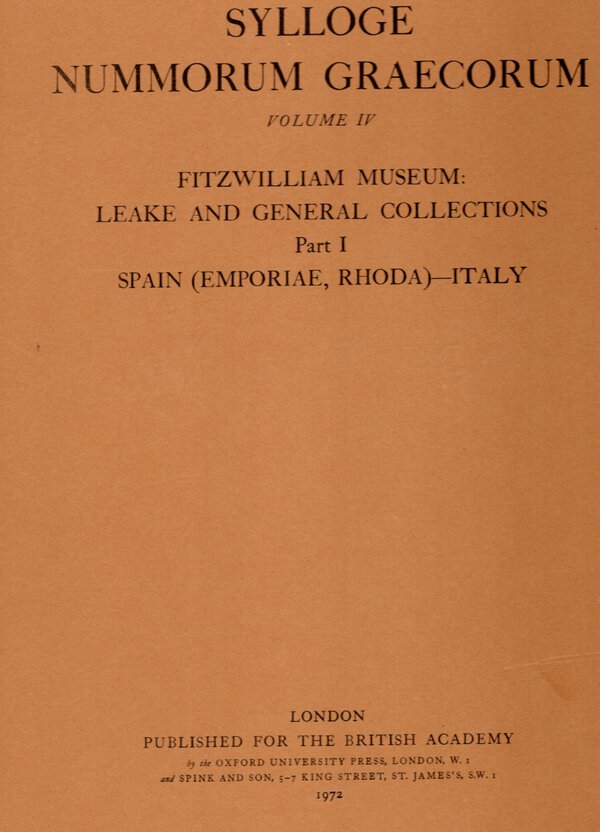 SYLLOGE
NUMMORUM GRAECORUM
VOLUME IV
FITZWILLIAM MUSEUM:
LEAKE AND GENERAL COLLECTIONS
Part I
SPAIN (EMPORIAE, RHODA)—ITALY
LONDON
PUBLISHED FOR THE BRITISH ACADEMY
by the OXFORD UNIVERSITY PRESS, LONDON, W. 1
and SPINK AND SON, 5-7 KING STREET, ST. JAMES'S, S.W. 1
1972